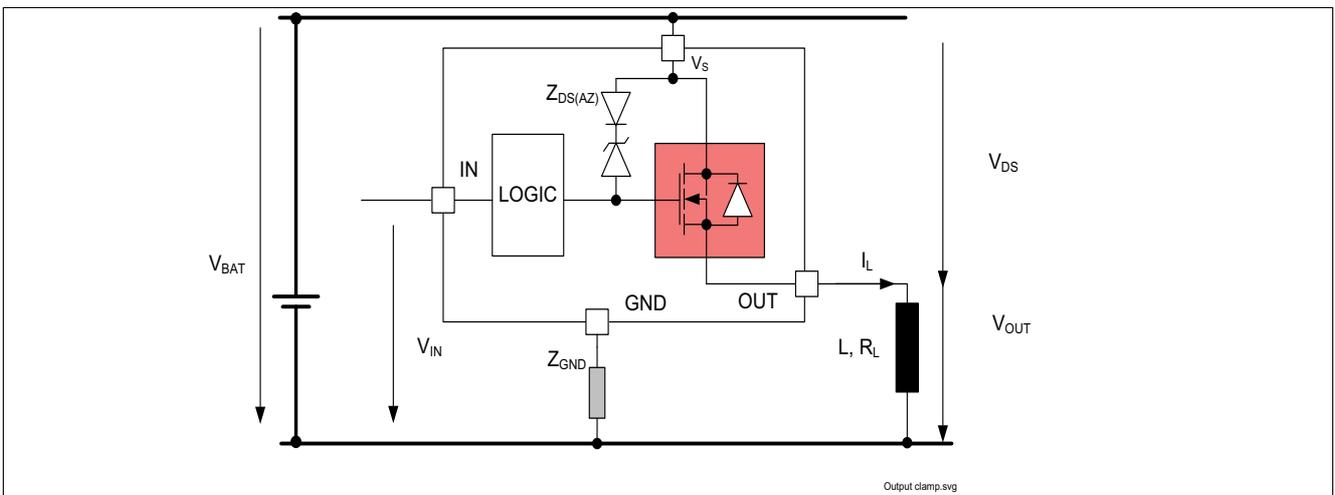 VS
ZDS(AZ)
IN
LOGIC
VDS
VBAT
GND
OUT
IL
VIN
ZGND
L, RL
VOUT
Output clamp.svg